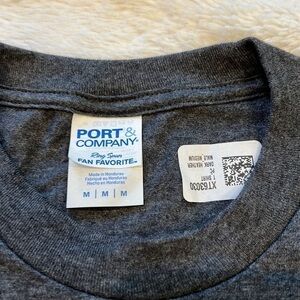 PORT &
COMPANY®
Ring Spun
FAN FAVORITE™
Made in Honduras
Fabriqué au Honduras
Hecho en Honduras
M | M | M
XT63030
PC
T SHIRT
DARK HEATHER
MALE MEDIUM